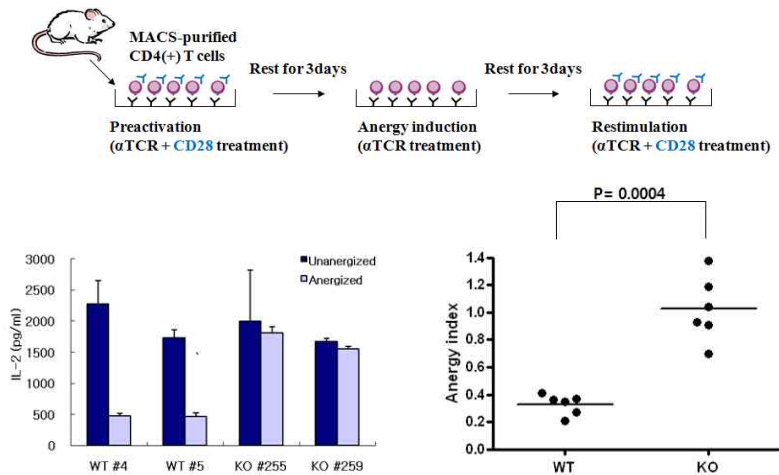 MACS-purified
CD4(+) T cells
Rest for 3days
Rest for 3days
Preactivation
(αTCR + CD28 treatment)
Anergy induction
(αTCR treatment)
Restimulation
(αTCR + CD28 treatment)
P= 0.0004
3000
2500
2000
1500
1000
500
0
IL-2 (pg/ml)
Unanergized
Anergized
WT #4
WT #5
KO #255
KO #259
1.4
1.2
1.0
0.8
0.6
0.4
0.2
0.0
Anergy index
WT
KO